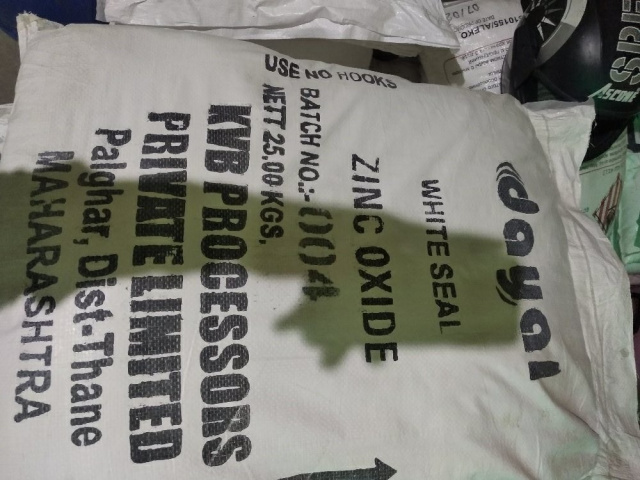 dayal
WHITE SEAL
ZINC OXIDE
BATCH NO.:-
NETT 25.00 KGS,
KVB PROCESSORS
PRIVATE LIMITED
Palghar, Dist-Thane
MAHARASHTRA
USE NO HOOKS